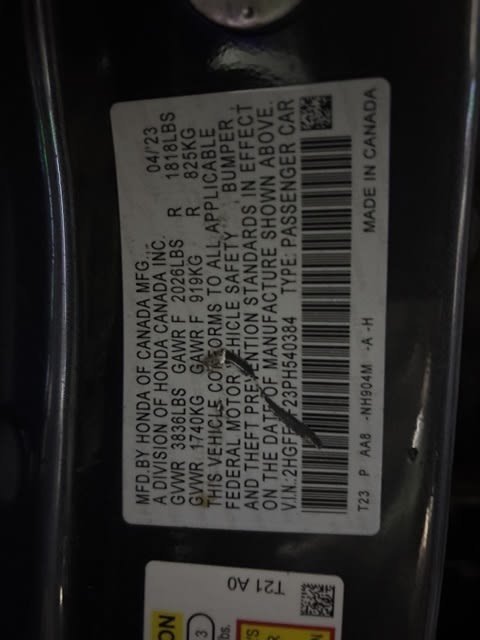 MFD. BY HONDA OF CANADA MFG., 04/'23
A DIVISION OF HONDA CANADA INC.
GVWR 3836LBS GAWR F 2026LBS R 1818LBS
GVWR 1740KG GAWR F 919KG R 825KG
THIS VEHICLE CONFORMS TO ALL APPLICABLE
FEDERAL MOTOR VEHICLE SAFETY, BUMPER,
AND THEFT PREVENTION STANDARDS IN EFFECT
ON THE DATE OF MANUFACTURE SHOWN ABOVE.
V.I.N.: 23PH540384 TYPE: PASSENGER CAR
T23 P AA8 -NH904M -A -H MADE IN CANADA
T21 A0
ON
3